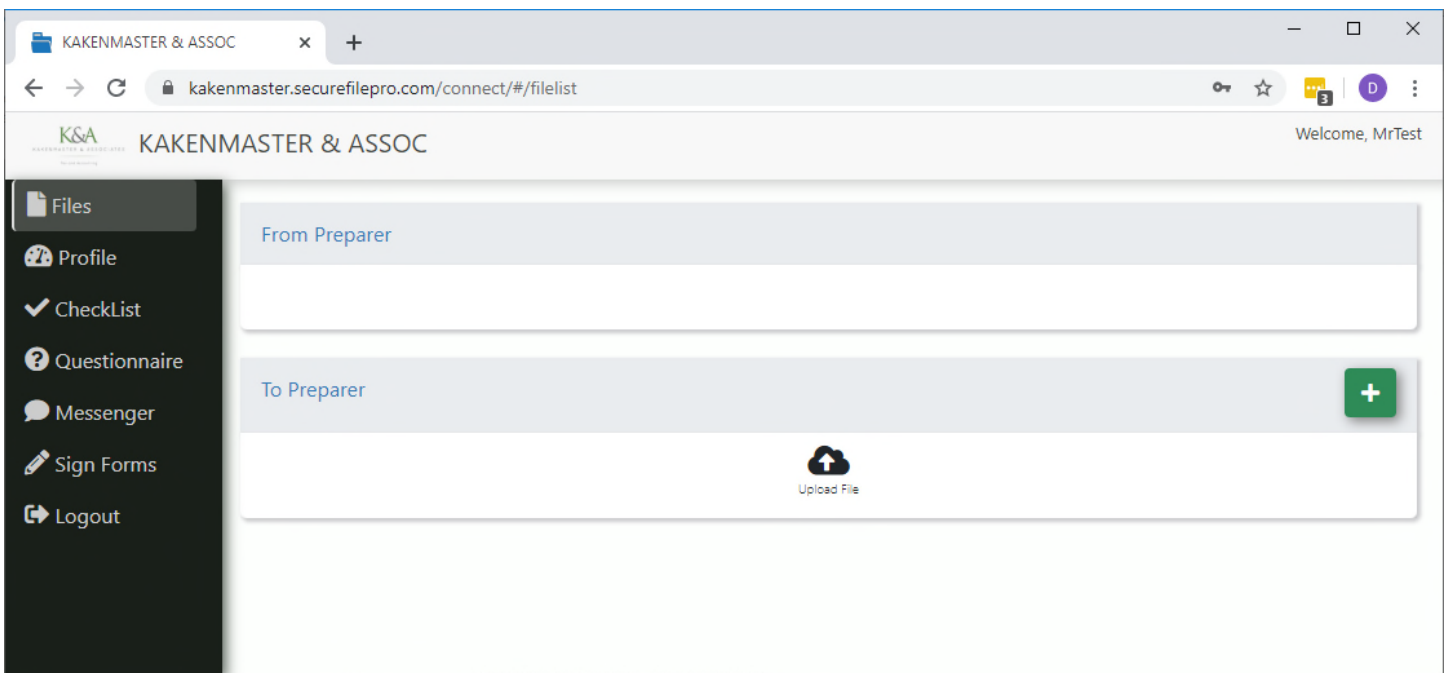 KAKENMASTER & ASSOC
kakenmaster.securefilepro.com/connect/#/filelist
3
D
K&A
KAKENMASTER & ASSOC
Welcome, MrTest
Files
Profile
CheckList
Questionnaire
Messenger
Sign Forms
Logout
From Preparer
To Preparer
Upload File